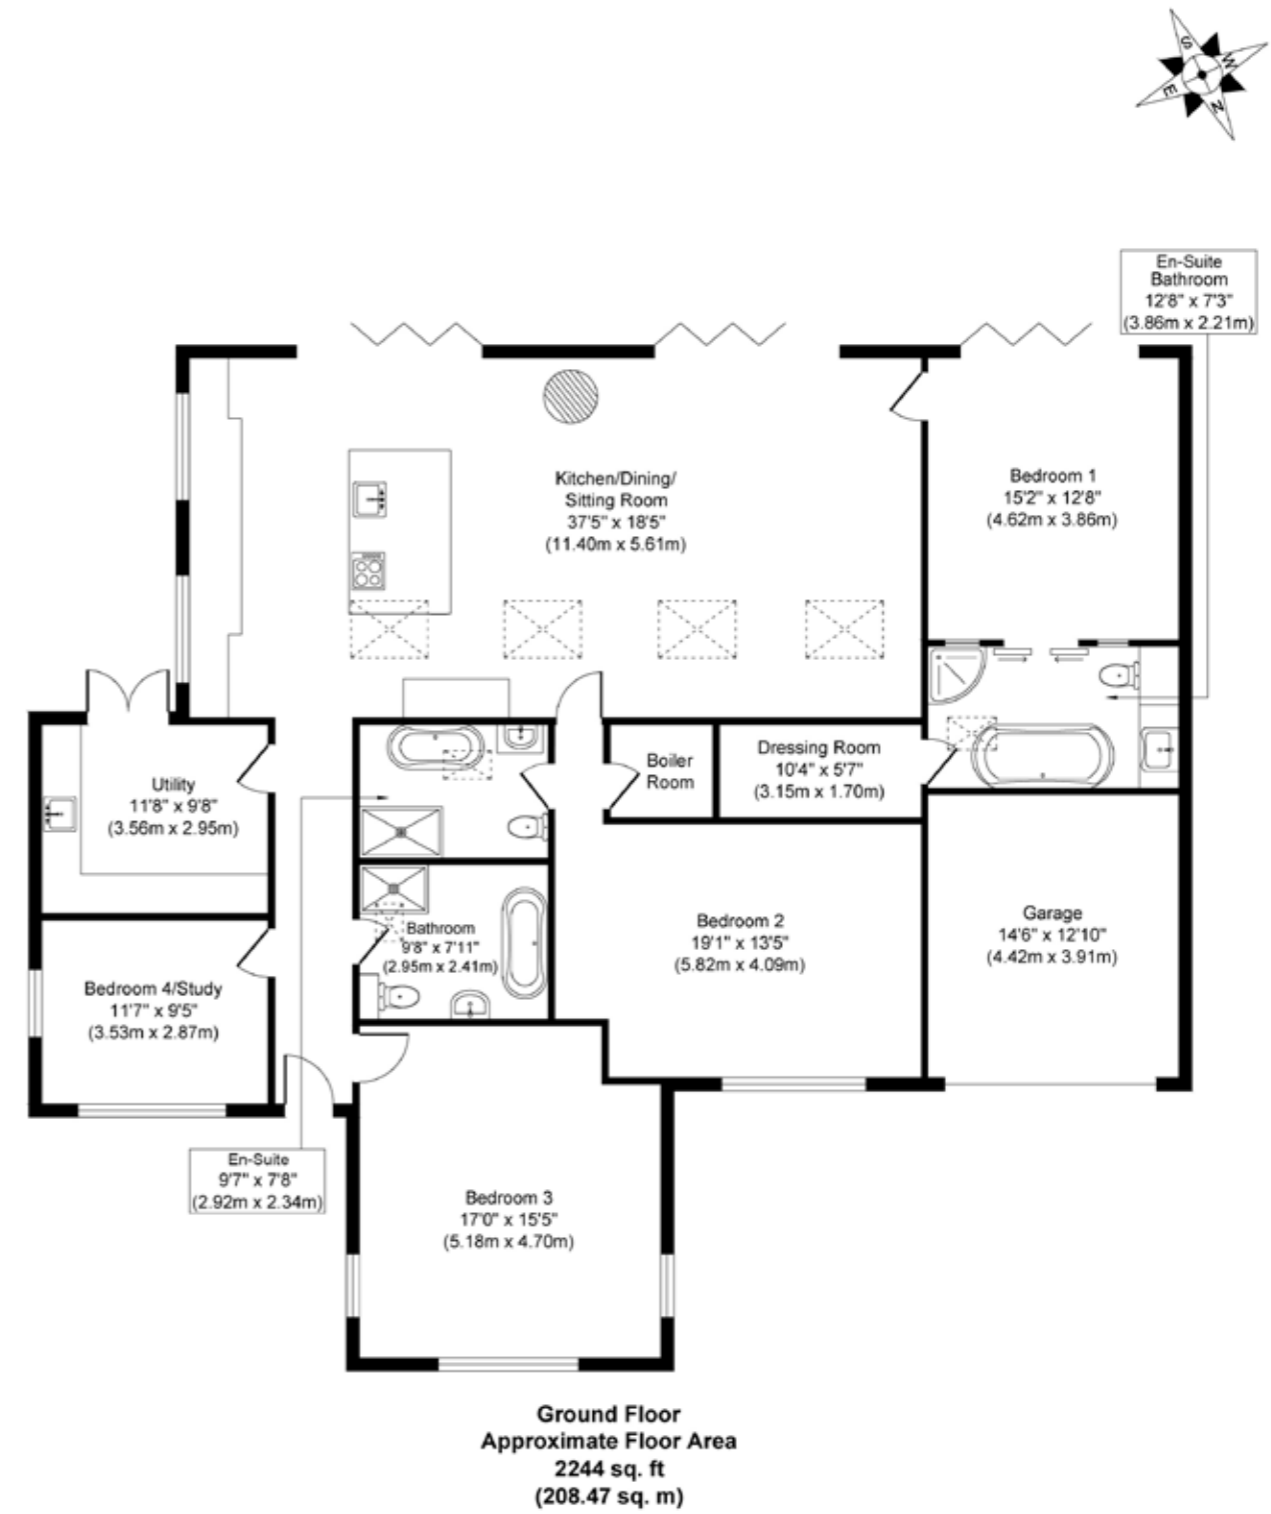 S
W
E
N
En-Suite
Bathroom
12'8" x 7'3"
(3.86m x 2.21m)
Kitchen/Dining/
Sitting Room
37'5" x 18'5"
(11.40m x 5.61m)
Bedroom 1
15'2" x 12'8"
(4.62m x 3.86m)
Utility
11'8" x 9'8"
(3.56m x 2.95m)
Boiler
Room
Dressing Room
10'4" x 5'7"
(3.15m x 1.70m)
Bathroom
9'8" x 7'11"
(2.95m x 2.41m)
Bedroom 2
19'1" x 13'5"
(5.82m x 4.09m)
Garage
14'6" x 12'10"
(4.42m x 3.91m)
Bedroom 4/Study
11'7" x 9'5"
(3.53m x 2.87m)
En-Suite
9'7" x 7'8"
(2.92m x 2.34m)
Bedroom 3
17'0" x 15'5"
(5.18m x 4.70m)
Ground Floor
Approximate Floor Area
2244 sq. ft
(208.47 sq. m)